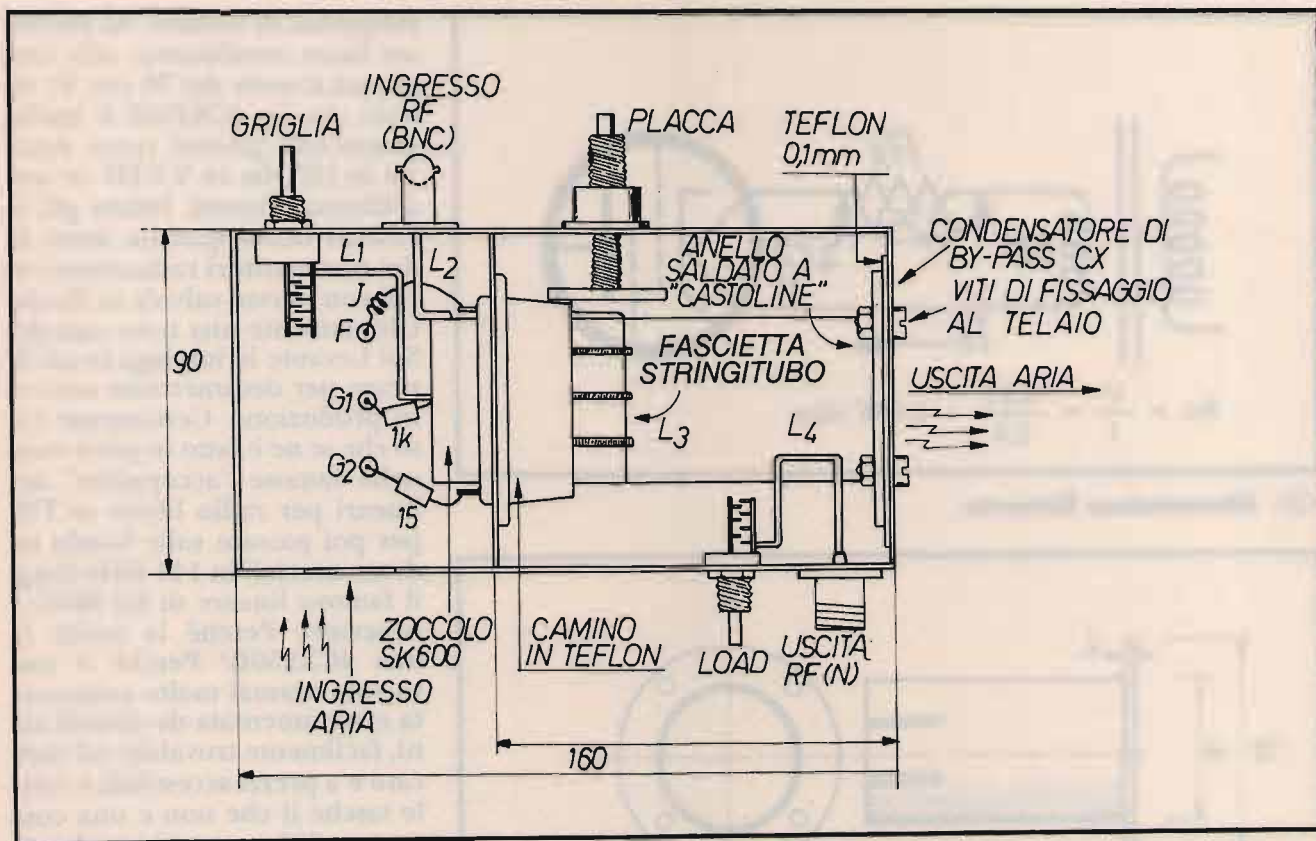 GRIGLIA
INGRESSO
RF
(BNC)
PLACCA
TEFLON
0,1mm
L1
L2
J
F
G1
1k
G2
15
90
ANELLO
SALDATO A
"CASTOLINE"
FASCIETTA
STRINGITUBO
L3
L4
CONDENSATORE DI
BY-PASS CX
VITI DI FISSAGGIO
AL TELAIO
USCITA ARIA
INGRESSO
ARIA
ZOCCOLO
SK600
CAMINO
IN TEFLON
LOAD
USCITA
RF (N)
160